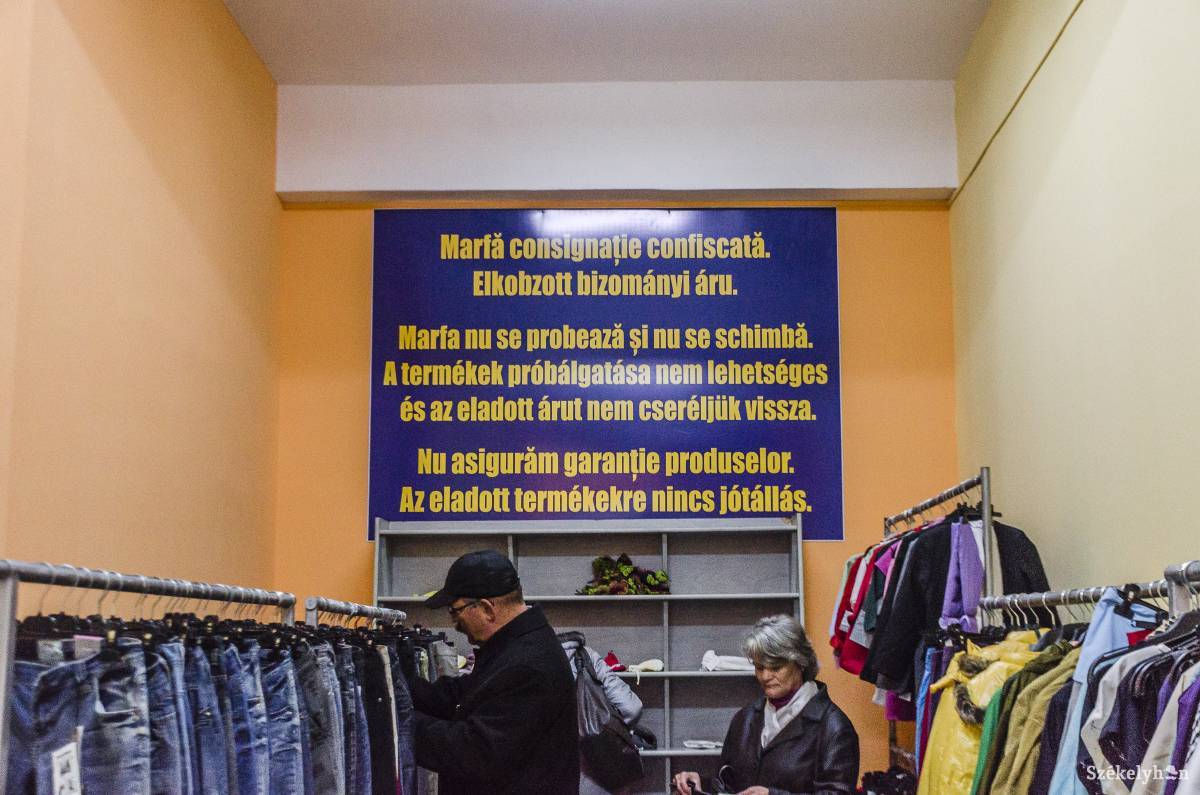 Marfă consignație confiscată.
Elkobzott bizományi áru.
Marfa nu se probează și nu se schimbă.
A termékek próbálgatása nem lehetséges
és az eladott árut nem cseréljük vissza.
Nu asigurăm garanție produselor.
Az eladott termékekre nincs jótállás.
Székelyhon